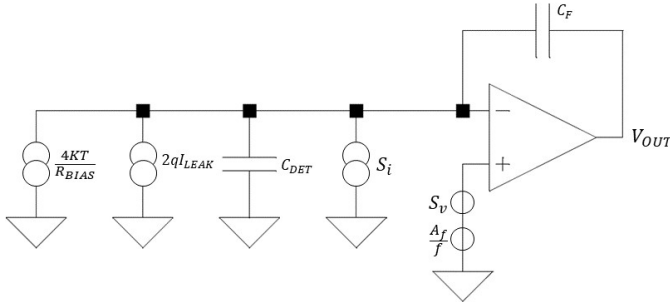 C_F
V_OUT
4KT/R_BIAS
2qI_LEAK
C_DET
S_i
−
+
S_v
A_f/f